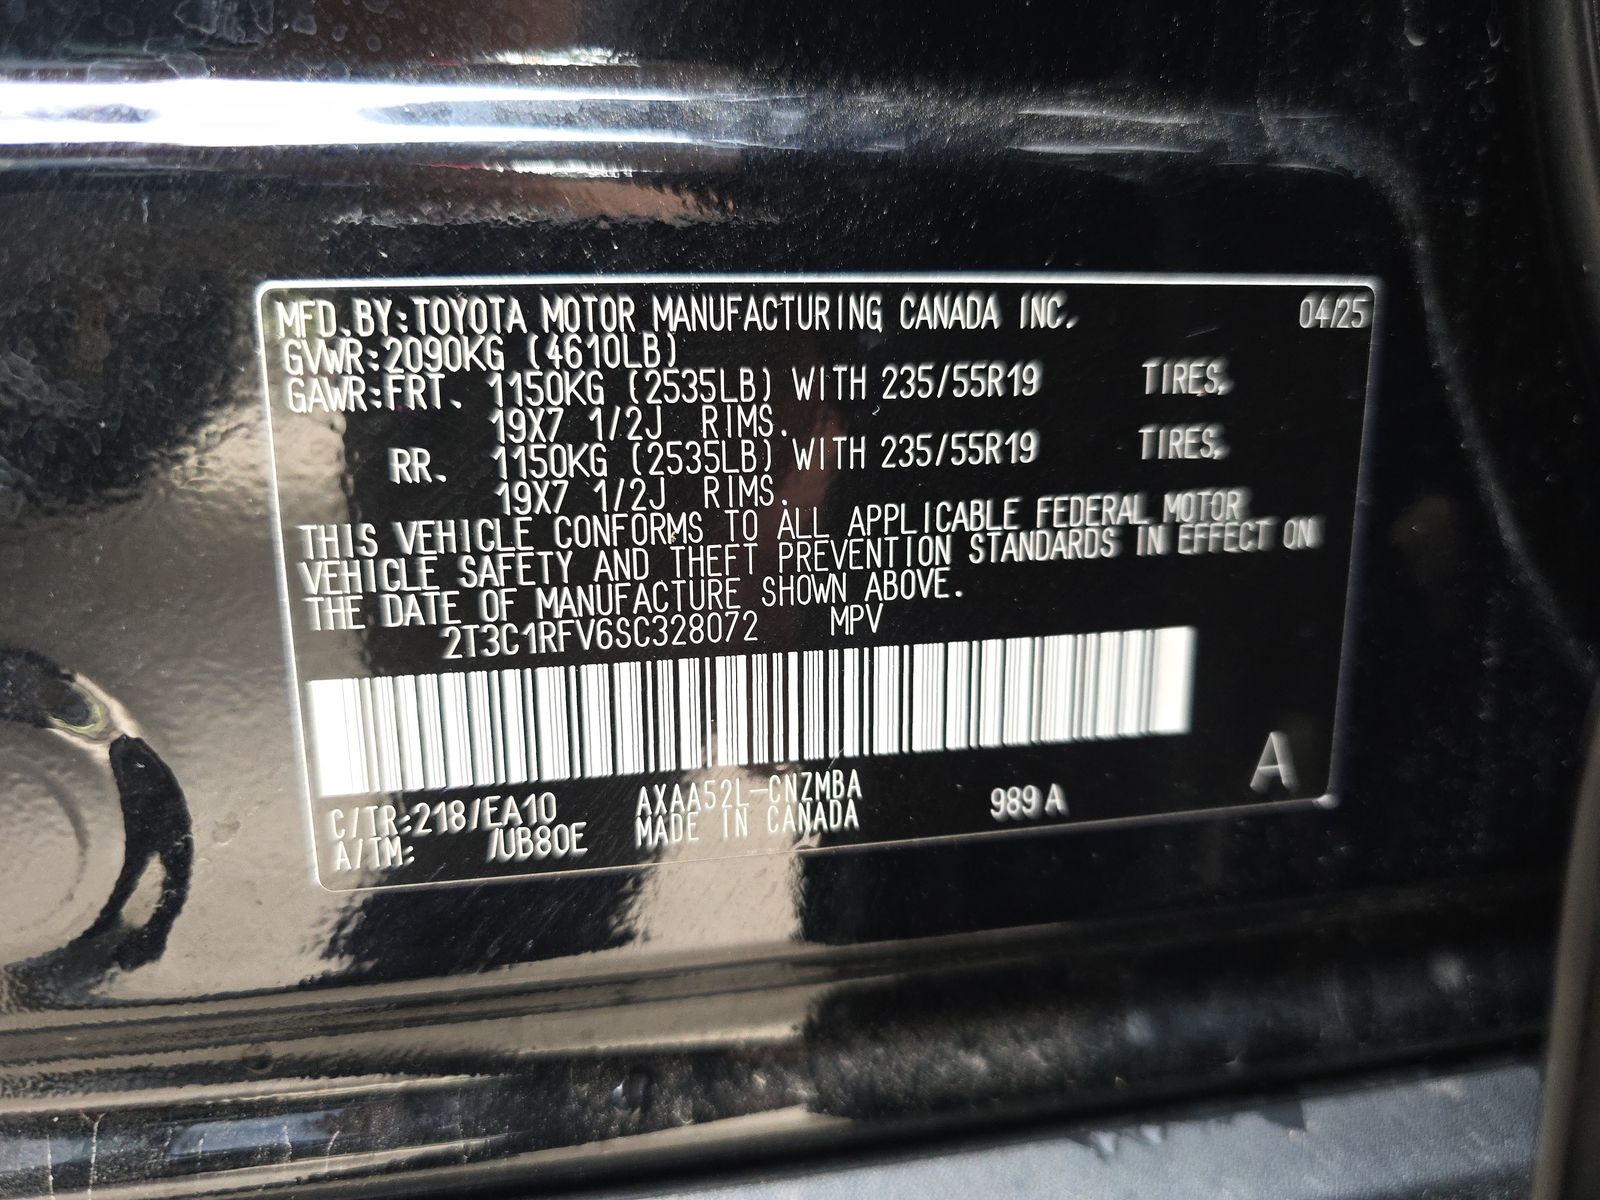 MFD.BY:TOYOTA MOTOR MANUFACTURING CANADA INC. 04/25
GVWR:2090KG (4610LB)
GAWR:FRT. 1150KG (2535LB) WITH 235/55R19 TIRES,
19X7 1/2J RIMS.
RR. 1150KG (2535LB) WITH 235/55R19 TIRES,
19X7 1/2J RIMS.
THIS VEHICLE CONFORMS TO ALL APPLICABLE FEDERAL MOTOR
VEHICLE SAFETY AND THEFT PREVENTION STANDARDS IN EFFECT ON
THE DATE OF MANUFACTURE SHOWN ABOVE.
2T3C1RFV6SC328072 MPV
A
C/TR:218/EA10 AXAA52L-CNZMBA 989 A
A/TM: /UB80E MADE IN CANADA